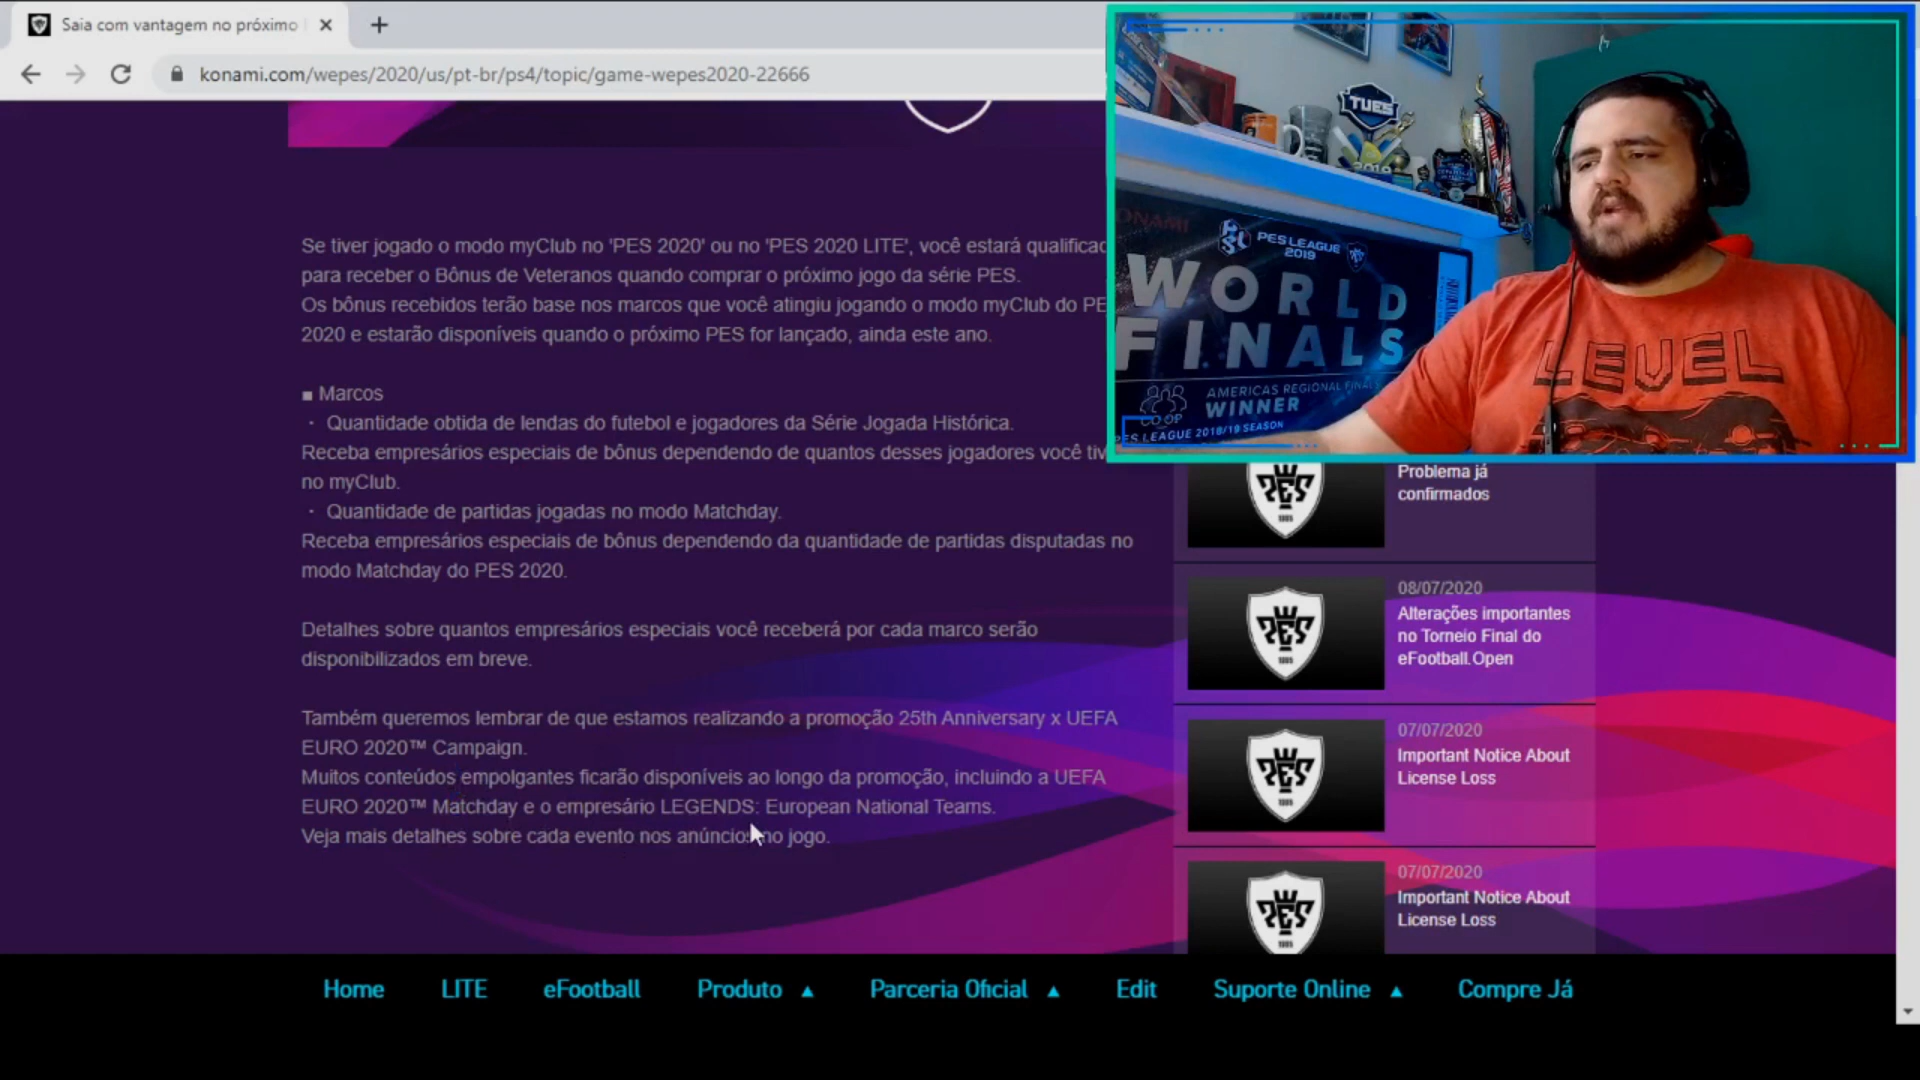 Saia com vantagem no próximo
konami.com/wepes/2020/us/pt-br/ps4/topic/game-wepes2020-22666
Se tiver jogado o modo myClub no 'PES 2020' ou no 'PES 2020 LITE', você estará
para receber o Bônus de Veteranos quando comprar o próximo jogo da série PES.
Os bônus recebidos terão base nos marcos que você atingiu jogando o modo myClub do
2020 e estarão disponíveis quando o próximo PES for lançado, ainda este ano.
■ Marcos
・ Quantidade obtida de lendas do futebol e jogadores da Série Jogada Histórica.
Receba empresários especiais de bônus dependendo de quantos desses jogadores você
no myClub.
・ Quantidade de partidas jogadas no modo Matchday.
Receba empresários especiais de bônus dependendo da quantidade de partidas disputadas no
modo Matchday do PES 2020.
Detalhes sobre quantos empresários especiais você receberá por cada marco serão
disponibilizados em breve.
Também queremos lembrar de que estamos realizando a promoção 25th Anniversary x UEFA
EURO 2020™ Campaign.
Muitos conteúdos empolgantes ficarão disponíveis ao longo da promoção, incluindo a UEFA
EURO 2020™ Matchday e o empresário LEGENDS: European National Teams.
Veja mais detalhes sobre cada evento nos anúncios no jogo.
TUES
2019
KONAMI
PES LEAGUE
2019
WORLD
FINALS
AMERICAS REGIONAL FINALS
WINNER
CO-OP
PES LEAGUE 2018/19 SEASON
LEVEL
Problema já
confirmados
PES
08/07/2020
Alterações importantes
no Torneio Final do
eFootball.Open
PES
07/07/2020
Important Notice About
License Loss
PES
07/07/2020
Important Notice About
License Loss
PES
Home LITE eFootball Produto ▲ Parceria Oficial ▲ Edit Suporte Online ▲ Compre Já